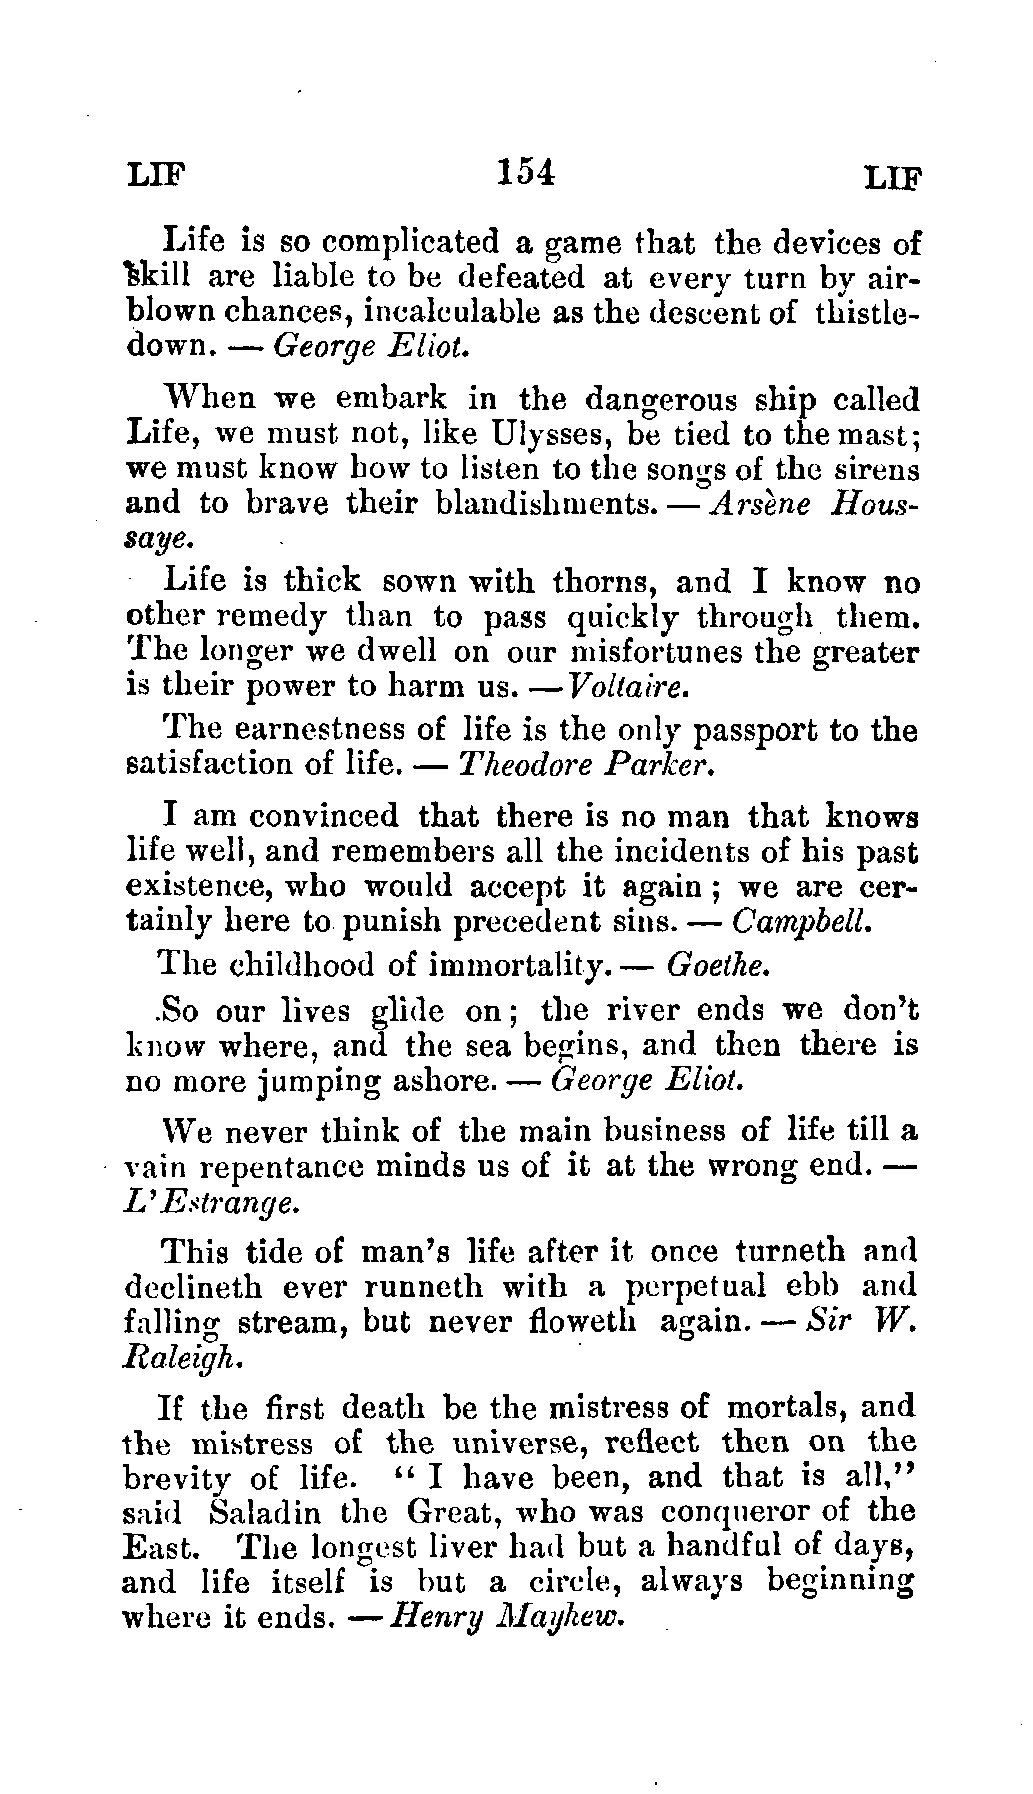 LIF 154 LIF
Life is so complicated a game that the devices of
skill are liable to be defeated at every turn by air-
blown chances, incalculable as the descent of thistle-
down. — George Eliot.
When we embark in the dangerous ship called
Life, we must not, like Ulysses, be tied to the mast;
we must know how to listen to the songs of the sirens
and to brave their blandishments. — Arsène Hous-
saye.
Life is thick sown with thorns, and I know no
other remedy than to pass quickly through them.
The longer we dwell on our misfortunes the greater
is their power to harm us. — Voltaire.
The earnestness of life is the only passport to the
satisfaction of life. — Theodore Parker.
I am convinced that there is no man that knows
life well, and remembers all the incidents of his past
existence, who would accept it again; we are cer-
tainly here to punish precedent sins. — Campbell.
The childhood of immortality. — Goethe.
So our lives glide on; the river ends we don't
know where, and the sea begins, and then there is
no more jumping ashore. — George Eliot.
We never think of the main business of life till a
vain repentance minds us of it at the wrong end. —
L'Estrange.
This tide of man's life after it once turneth and
declineth ever runneth with a perpetual ebb and
falling stream, but never floweth again. — Sir W.
Raleigh.
If the first death be the mistress of mortals, and
the mistress of the universe, reflect then on the
brevity of life. "I have been, and that is all,"
said Saladin the Great, who was conqueror of the
East. The longest liver had but a handful of days,
and life itself is but a circle, always beginning
where it ends. — Henry Mayhew.